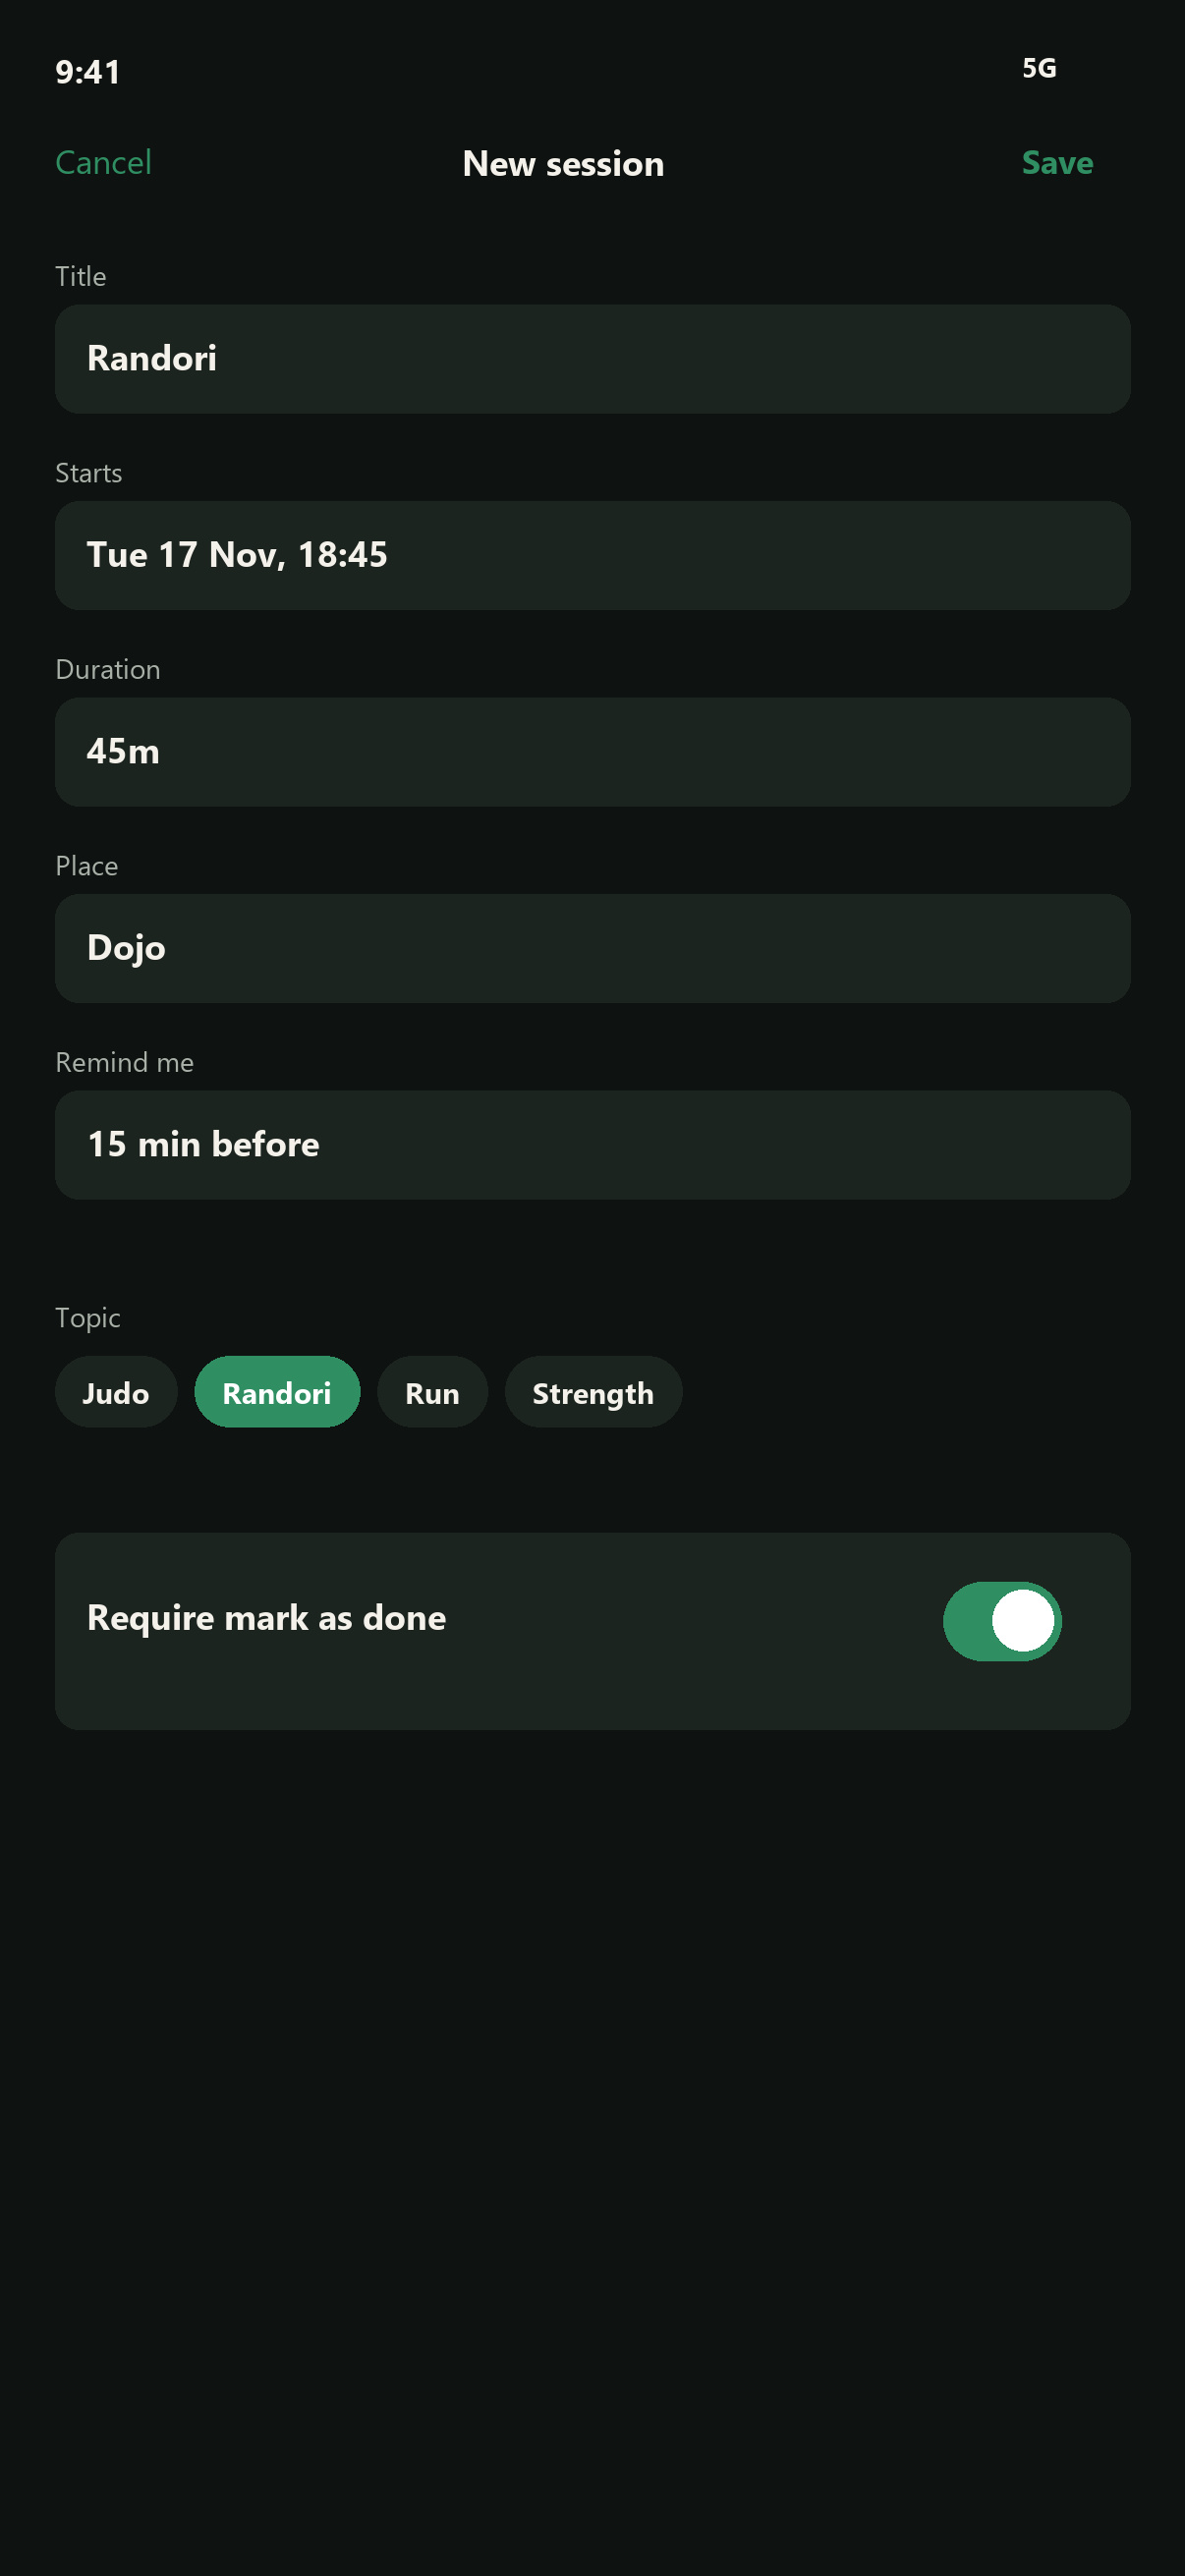 9:41 5G
Cancel New session Save
Title
Randori
Starts
Tue 17 Nov, 18:45
Duration
45m
Place
Dojo
Remind me
15 min before
Topic
Judo Randori Run Strength
Require mark as done